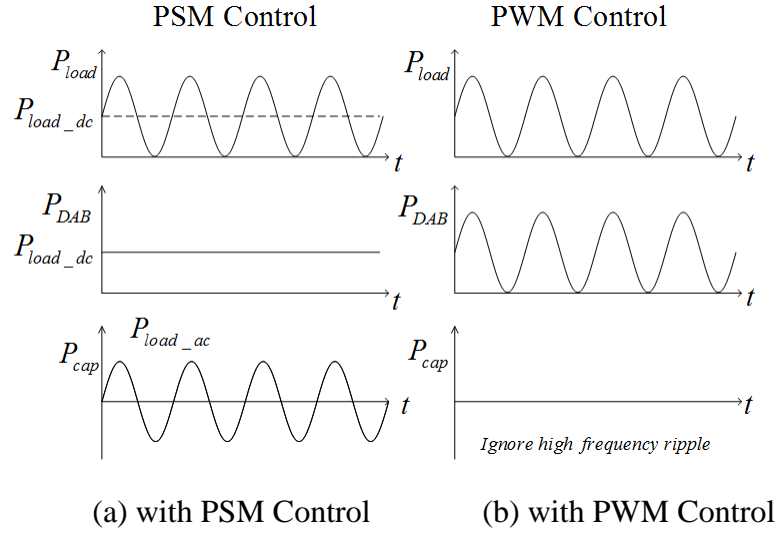 PSM Control
P_load
P_load_dc
t
P_DAB
P_load_dc
t
P_load_ac
P_cap
t
(a) with PSM Control
PWM Control
P_load
t
P_DAB
t
P_cap
t
Ignore high frequency ripple
(b) with PWM Control